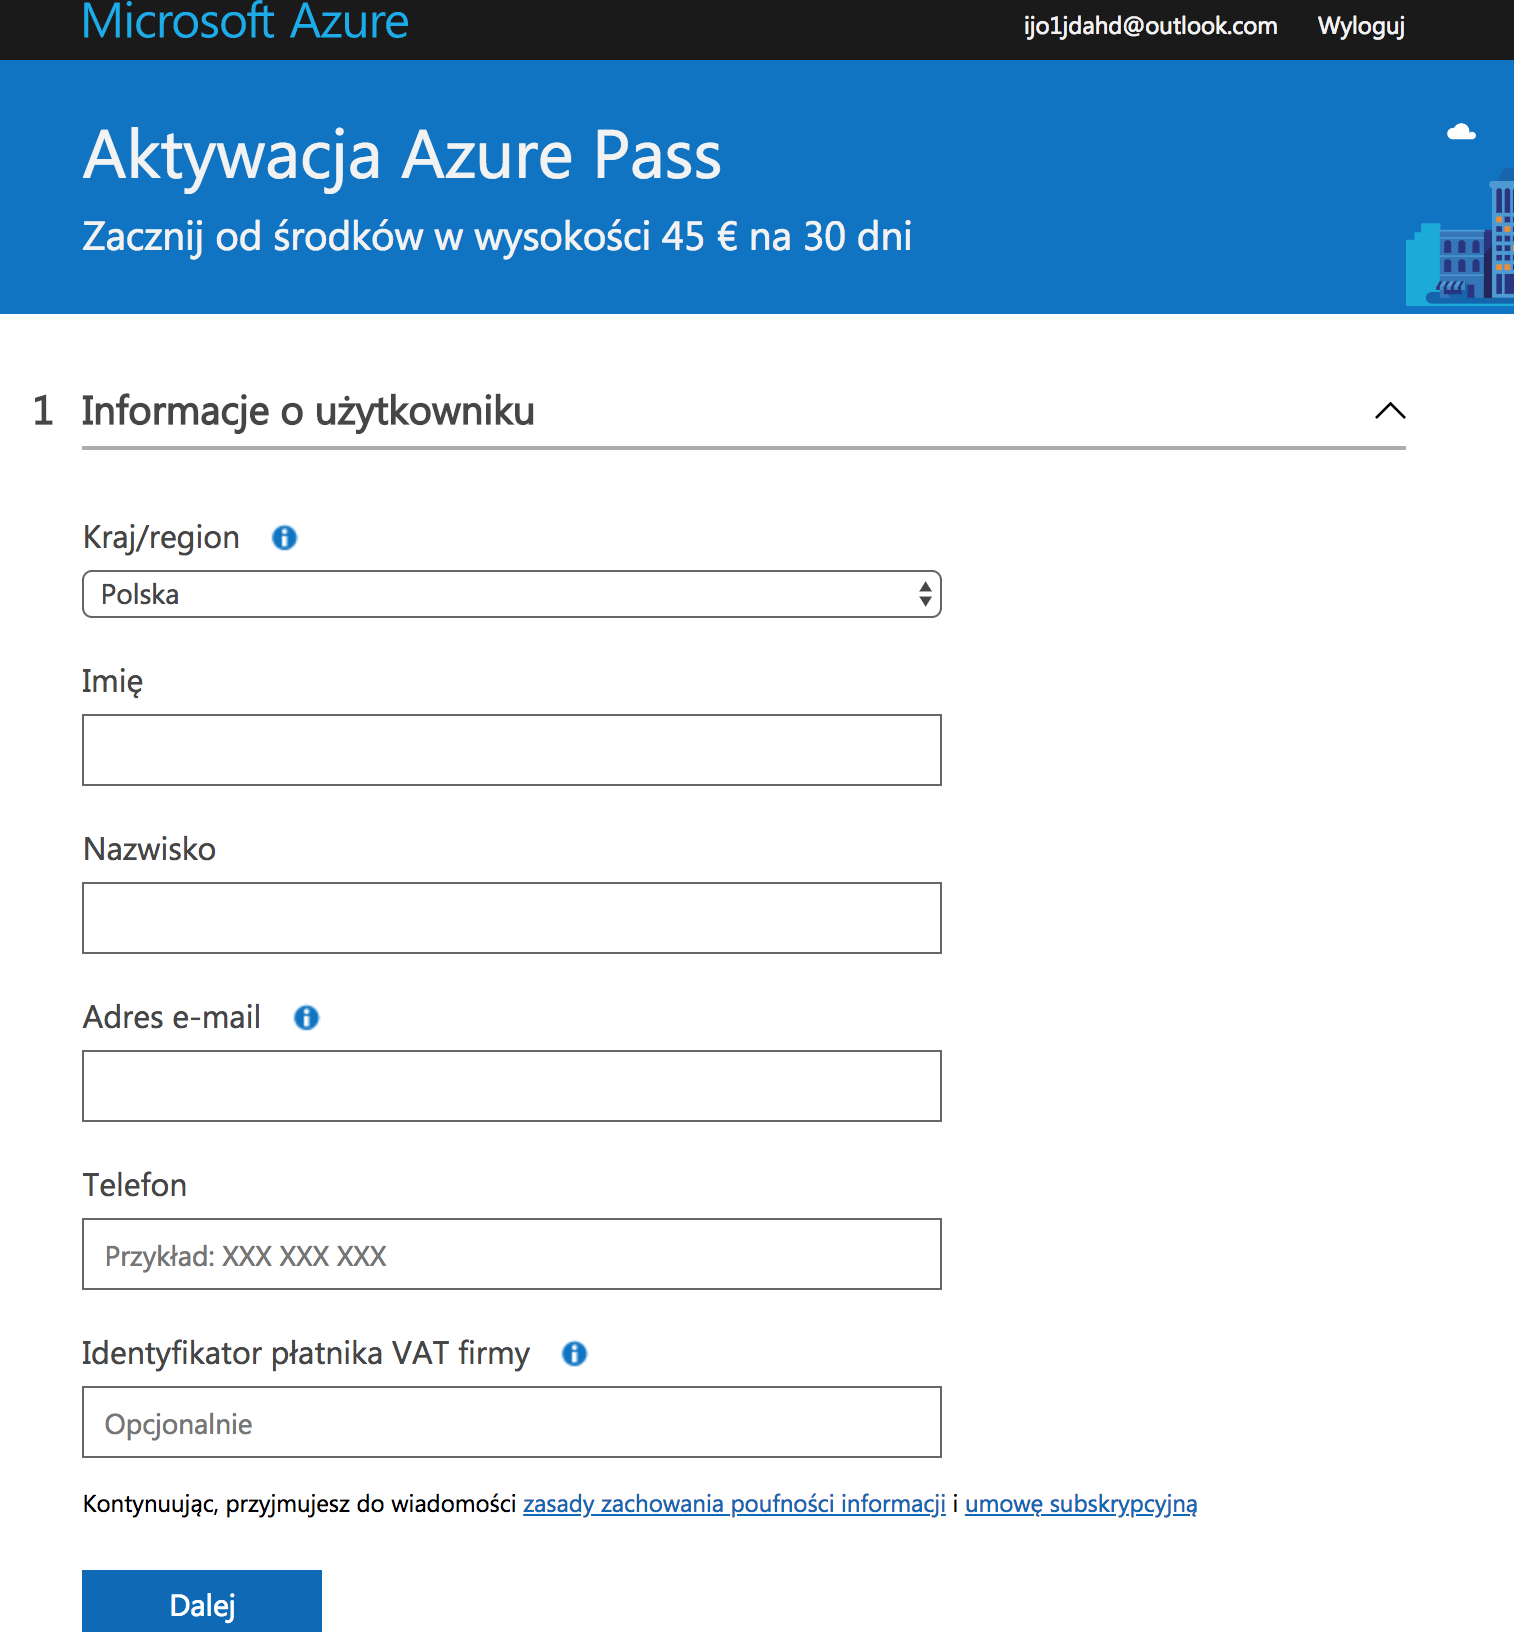 Microsoft Azure
ijo1jdahd@outlook.com Wyloguj
Aktywacja Azure Pass
Zacznij od środków w wysokości 45 € na 30 dni
1 Informacje o użytkowniku
Kraj/region
Polska
Imię
Nazwisko
Adres e-mail
Telefon
Przykład: XXX XXX XXX
Identyfikator płatnika VAT firmy
Opcjonalnie
Kontynuując, przyjmujesz do wiadomości zasady zachowania poufności informacji i umowę subskrypcyjną
Dalej